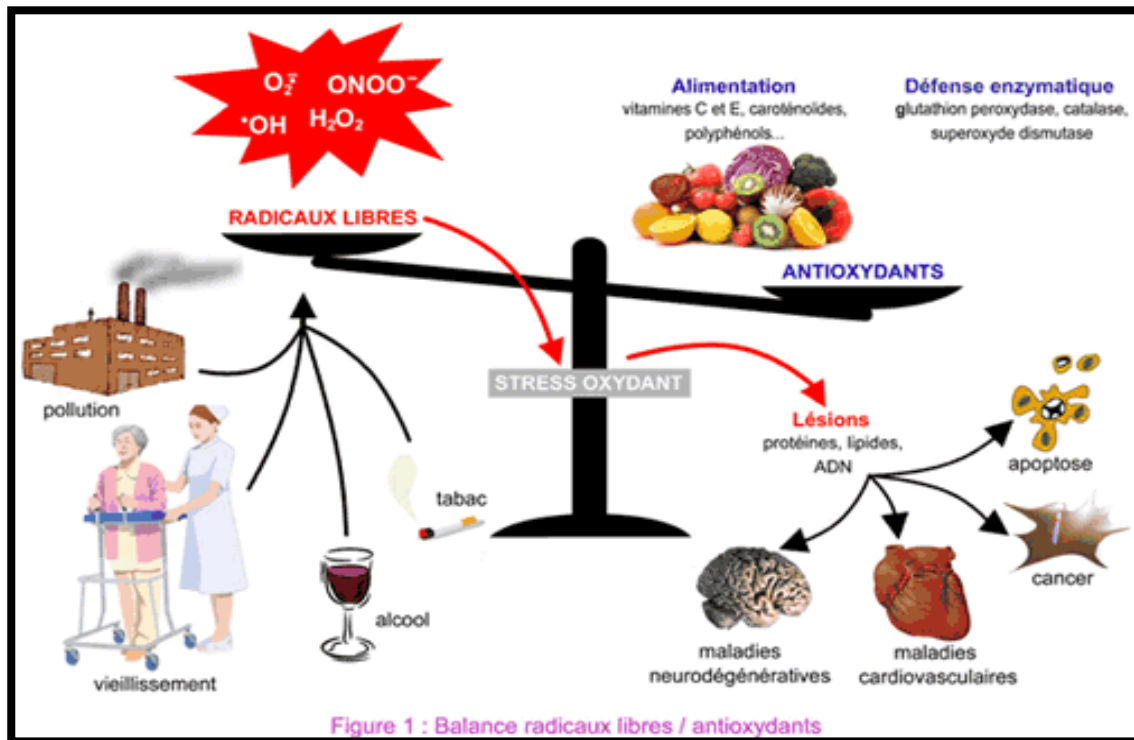 O₂•⁻ ONOO⁻
•OH H₂O₂
RADICAUX LIBRES
Alimentation
vitamines C et E, caroténoïdes,
polyphénols...
Défense enzymatique
glutathion peroxydase, catalase,
superoxyde dismutase
ANTIOXYDANTS
STRESS OXYDANT
pollution
vieillissement
alcool
tabac
Lésions
protéines, lipides,
ADN
apoptose
cancer
maladies
cardiovasculaires
maladies
neurodégénératives
Figure 1 : Balance radicaux libres / antioxydants